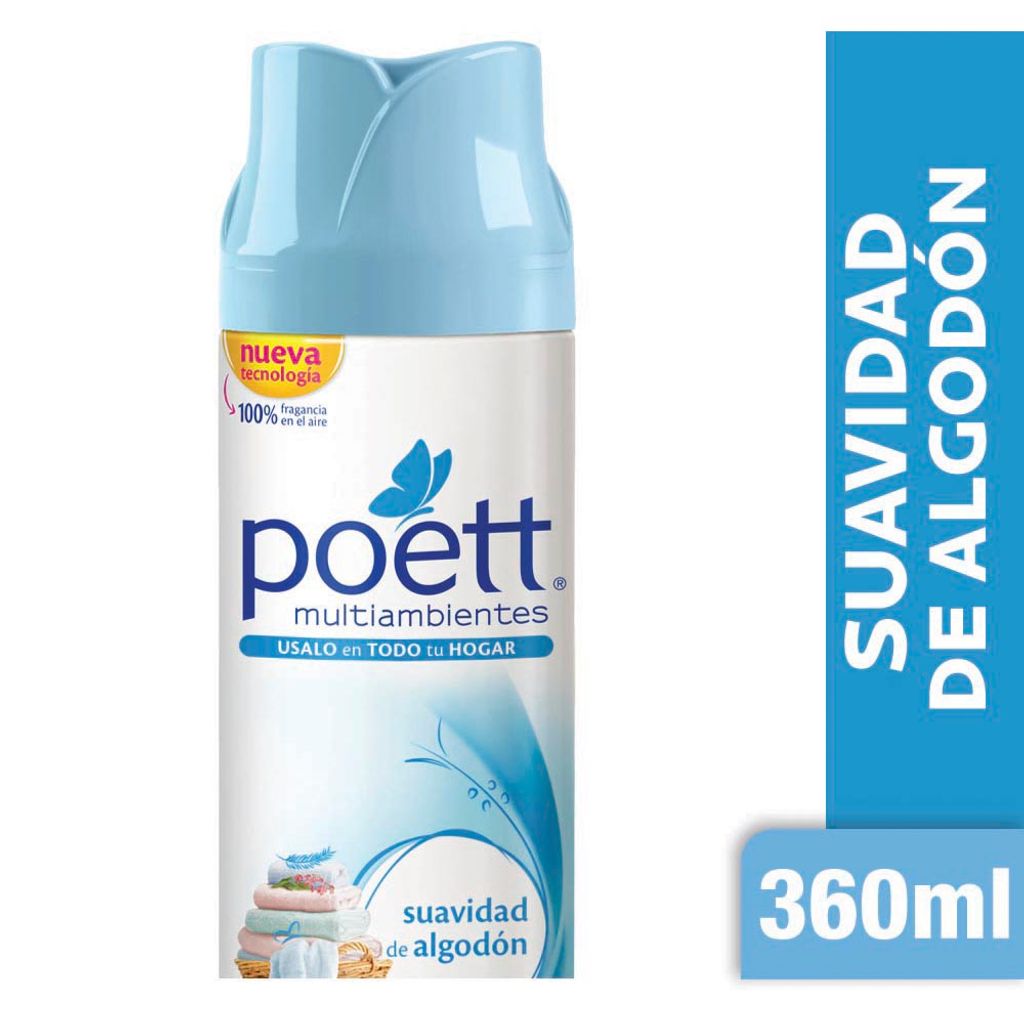 nueva
tecnología
100% fragancia
en el aire
poett®
multiambientes
USALO en TODO tu HOGAR
suavidad
de algodón
SUAVIDAD
DE ALGODÓN
360ml